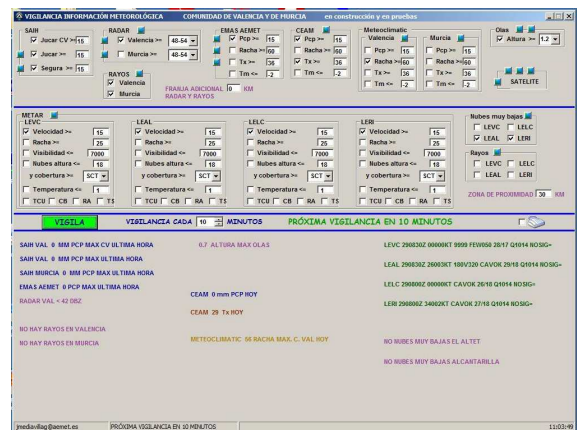 VIGILANCIA INFORMACIÓN METEOROLÓGICA COMUNIDAD DE VALENCIA Y DE MURCIA en construcción y en pruebas
SAIH
Jucar CV >= 15
Jucar >= 15
Segura >= 15
RADAR
Valencia >= 48-54
Murcia >= 48-54
RAYOS
Valencia
Murcia
FRANJA ADICIONAL 0 KM
RADAR Y RAYOS
EMAS AEMET
Pcp >= 15
Racha >= 60
Tx >= 36
Tm <= -2
CEAM
Pcp >= 15
Racha >= 60
Tx >= 36
Tm <= -2
Meteoclimatic
Valencia
Pcp >= 15
Racha >= 60
Tx >= 36
Tm <= -2
Murcia
Pcp >= 15
Racha >= 60
Tx >= 36
Tm <= -2
Olas
Altura >= 1.2
SATELITE
METAR
LEVC
Velocidad >= 15
Racha >= 25
Visibilidad <= 7000
Nubes altura <= 18
y cobertura >= SCT
Temperatura <= 1
TCU CB RA TS
LEAL
Velocidad >= 15
Racha >= 25
Visibilidad <= 7000
Nubes altura <= 18
y cobertura >= SCT
Temperatura <= 1
TCU CB RA TS
LELC
Velocidad >= 15
Racha >= 25
Visibilidad <= 7000
Nubes altura <= 18
y cobertura >= SCT
Temperatura <= 1
TCU CB RA TS
LERI
Velocidad >= 15
Racha >= 25
Visibilidad <= 7000
Nubes altura <= 18
y cobertura >= SCT
Temperatura <= 1
TCU CB RA TS
Nubes muy bajas
LEVC LELC
LEAL LERI
Rayos
LEVC LELC
LEAL LERI
ZONA DE PROXIMIDAD 30 KM
VIGILA VIGILANCIA CADA 10 MINUTOS PRÓXIMA VIGILANCIA EN 10 MINUTOS
SAIH VAL 0 MM PCP MAX CV ULTIMA HORA
SAIH VAL 0 MM PCP MAX ULTIMA HORA
SAIH MURCIA 0 MM PCP MAX ULTIMA HORA
EMAS AEMET 0 PCP MAX ULTIMA HORA
RADAR VAL < 42 DBZ
NO HAY RAYOS EN VALENCIA
NO HAY RAYOS EN MURCIA
0.7 ALTURA MAX OLAS
CEAM 0 mm PCP HOY
CEAM 29 Tx HOY
METEOCLIMATIC 56 RACHA MAX. C. VAL HOY
LEVC 290830Z 00000KT 9999 FEW050 28/17 Q1014 NOSIG=
LEAL 290830Z 26003KT 180V320 CAVOK 29/18 Q1014 NOSIG=
LELC 290800Z 00000KT CAVOK 26/18 Q1014 NOSIG=
LERI 290800Z 34002KT CAVOK 27/18 Q1014 NOSIG=
NO NUBES MUY BAJAS EL ALTET
NO NUBES MUY BAJAS ALCANTARILLA
jmediavillag@aemet.es PRÓXIMA VIGILANCIA EN 10 MINUTOS 11:03:49